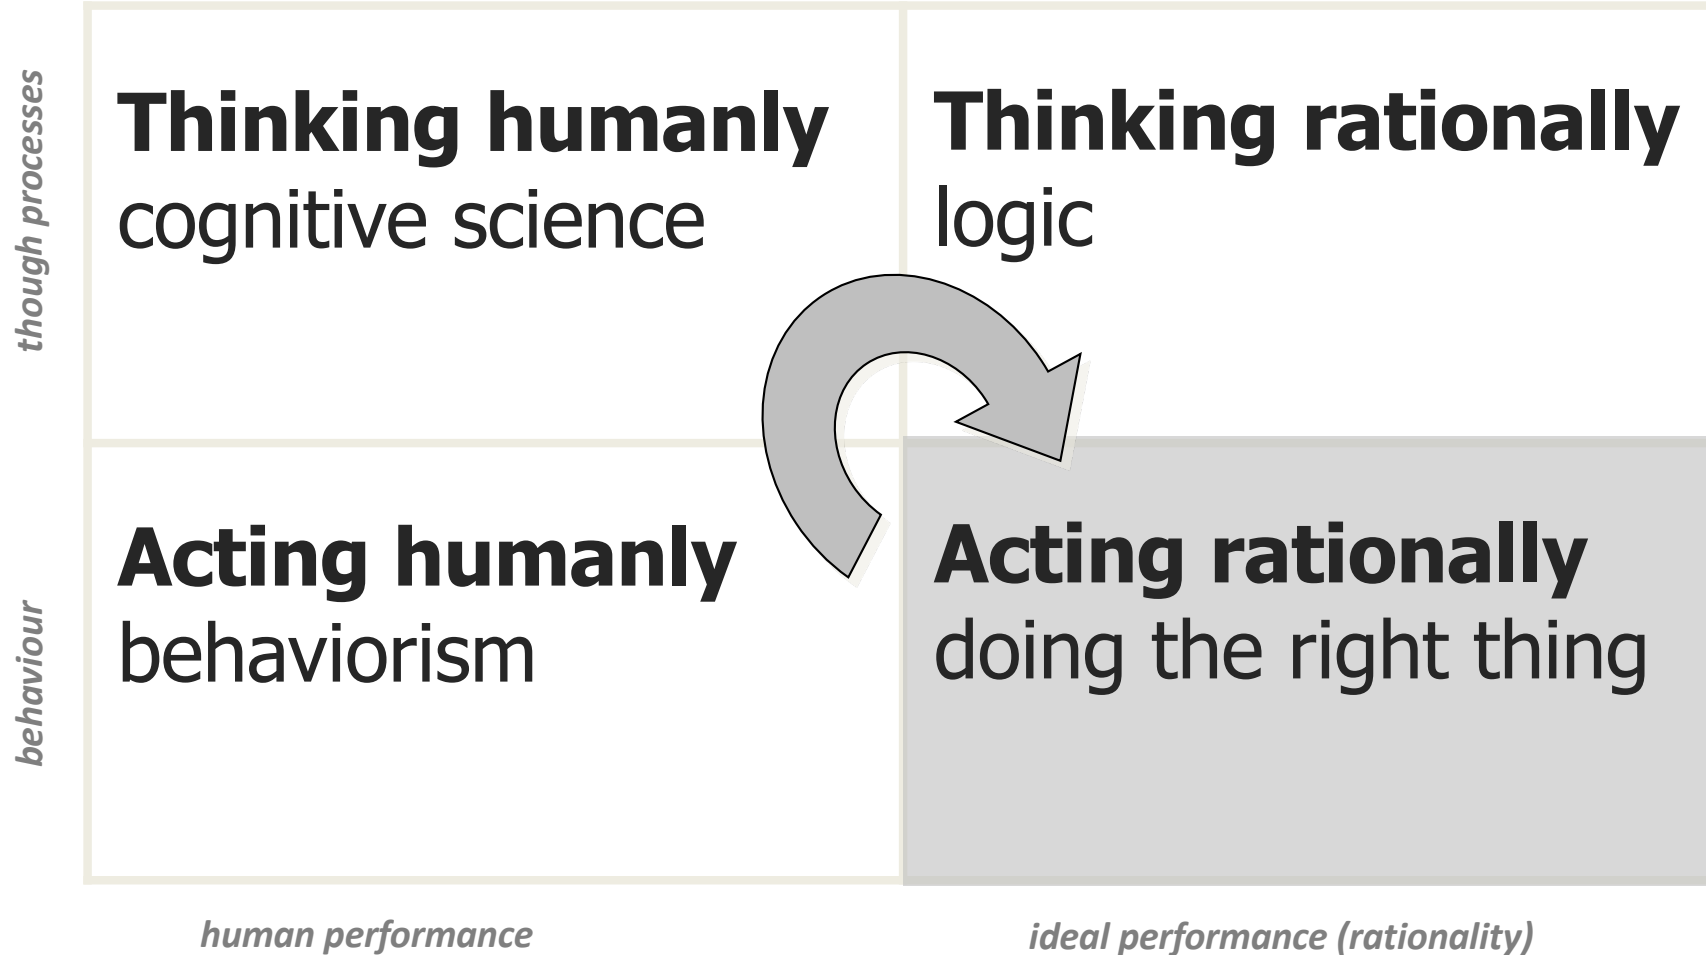 though processes
Thinking humanly
cognitive science
Thinking rationally
logic
behaviour
Acting humanly
behaviorism
Acting rationally
doing the right thing
human performance
ideal performance (rationality)